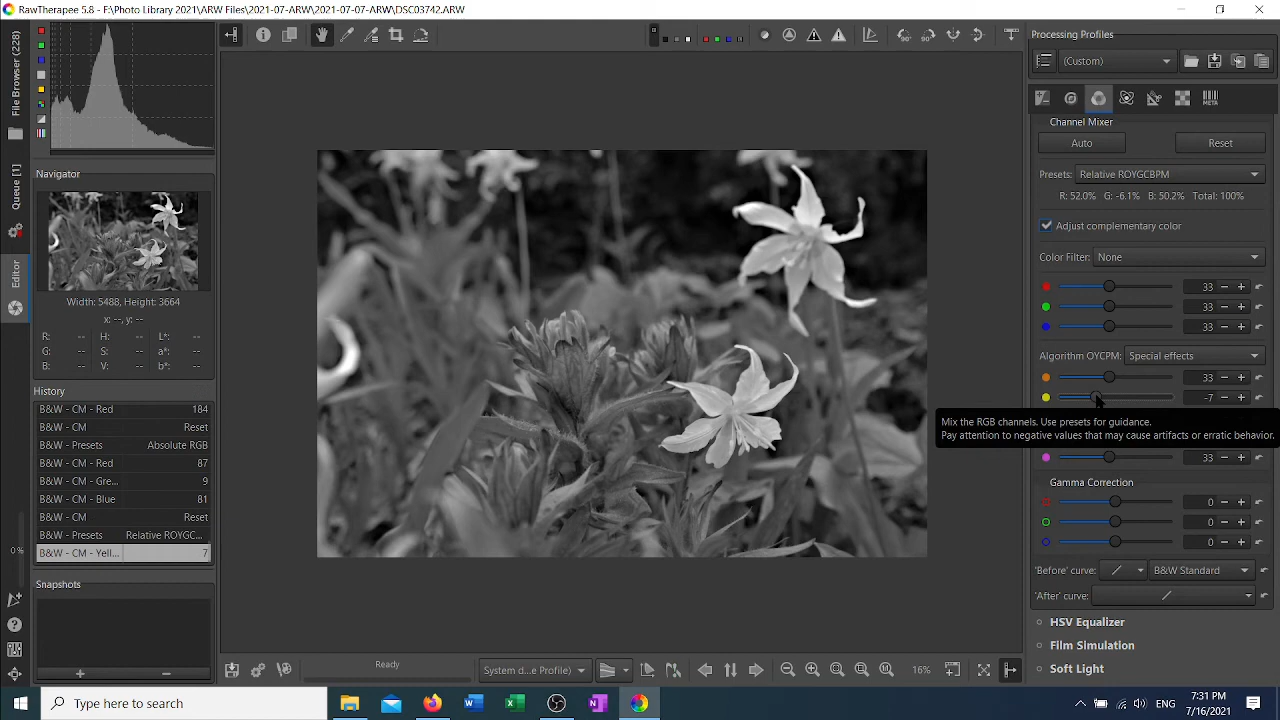 RawTherapee 5.8 - F:\Photo Library 2021\ARW Files\2021-07-ARW\2021-07-07-ARW\DSC03742.ARW
File Browser (228)
Queue [1]
Editor
0%
Navigator
Width: 5488, Height: 3664
x: --, y: --
R: -- H: -- L*: --
G: -- S: -- a*: --
B: -- V: -- b*: --
History
B&W - CM - Red 184
B&W - CM Reset
B&W - Presets Absolute RGB
B&W - CM - Red 87
B&W - CM - Gre... 9
B&W - CM - Blue 81
B&W - CM Reset
B&W - Presets Relative ROYGC...
B&W - CM - Yell... 7
Snapshots
Ready
System d...e Profile)
16%
Processing Profiles
(Custom)
META
Channel Mixer
Auto Reset
Presets: Relative ROYGCBPM
R: 52.0% G: -6.1% B: 50.2% Total: 100%
Adjust complementary color
Color Filter: None
33
33
33
Algorithm OYCPM: Special effects
33
-7
Mix the RGB channels. Use presets for guidance.
Pay attention to negative values that may cause artifacts or erratic behavior.
33
Gamma Correction
0
0
0
'Before' curve: B&W Standard
'After' curve:
HSV Equalizer
Film Simulation
Soft Light
Type here to search
ENG
7:31 PM
7/16/2021